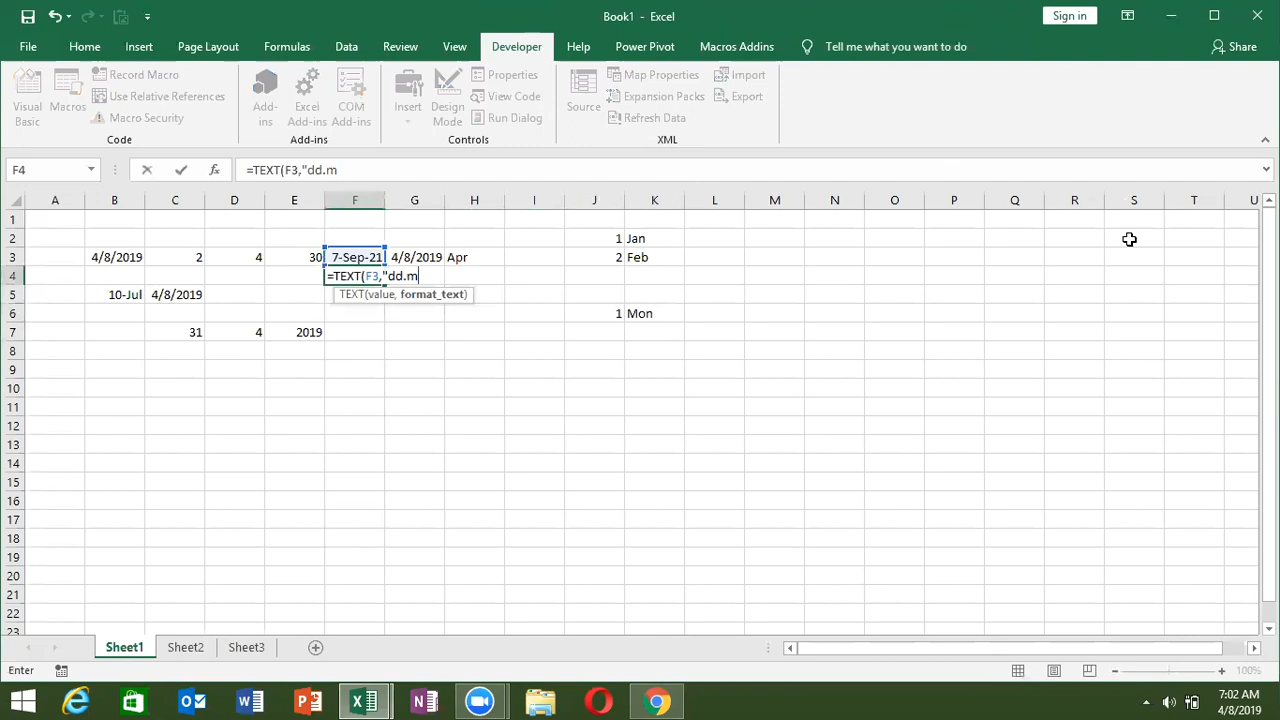 Book1 - Excel
Sign in
File Home Insert Page Layout Formulas Data Review View Developer Help Power Pivot Macros Addins Tell me what you want to do Share
Visual Basic
Macros
Record Macro
Use Relative References
Macro Security
Code
Add-ins
Excel Add-ins
COM Add-ins
Add-ins
Insert
Design Mode
Properties
View Code
Run Dialog
Controls
Source
Map Properties
Expansion Packs
Refresh Data
Import
Export
XML
F4 fx =TEXT(F3,"dd.m
A B C D E F G H I J K L M N O P Q R S T U
1
2 1 Jan
3 4/8/2019 2 4 30 7-Sep-21 4/8/2019 Apr 2 Feb
4 =TEXT(F3,"dd.m
TEXT(value, format_text)
5 10-Jul 4/8/2019
6 1 Mon
7 31 4 2019
8
9
10
11
12
13
14
15
16
17
18
19
20
21
22
23
Sheet1 Sheet2 Sheet3
Enter 100%
7:02 AM
4/8/2019